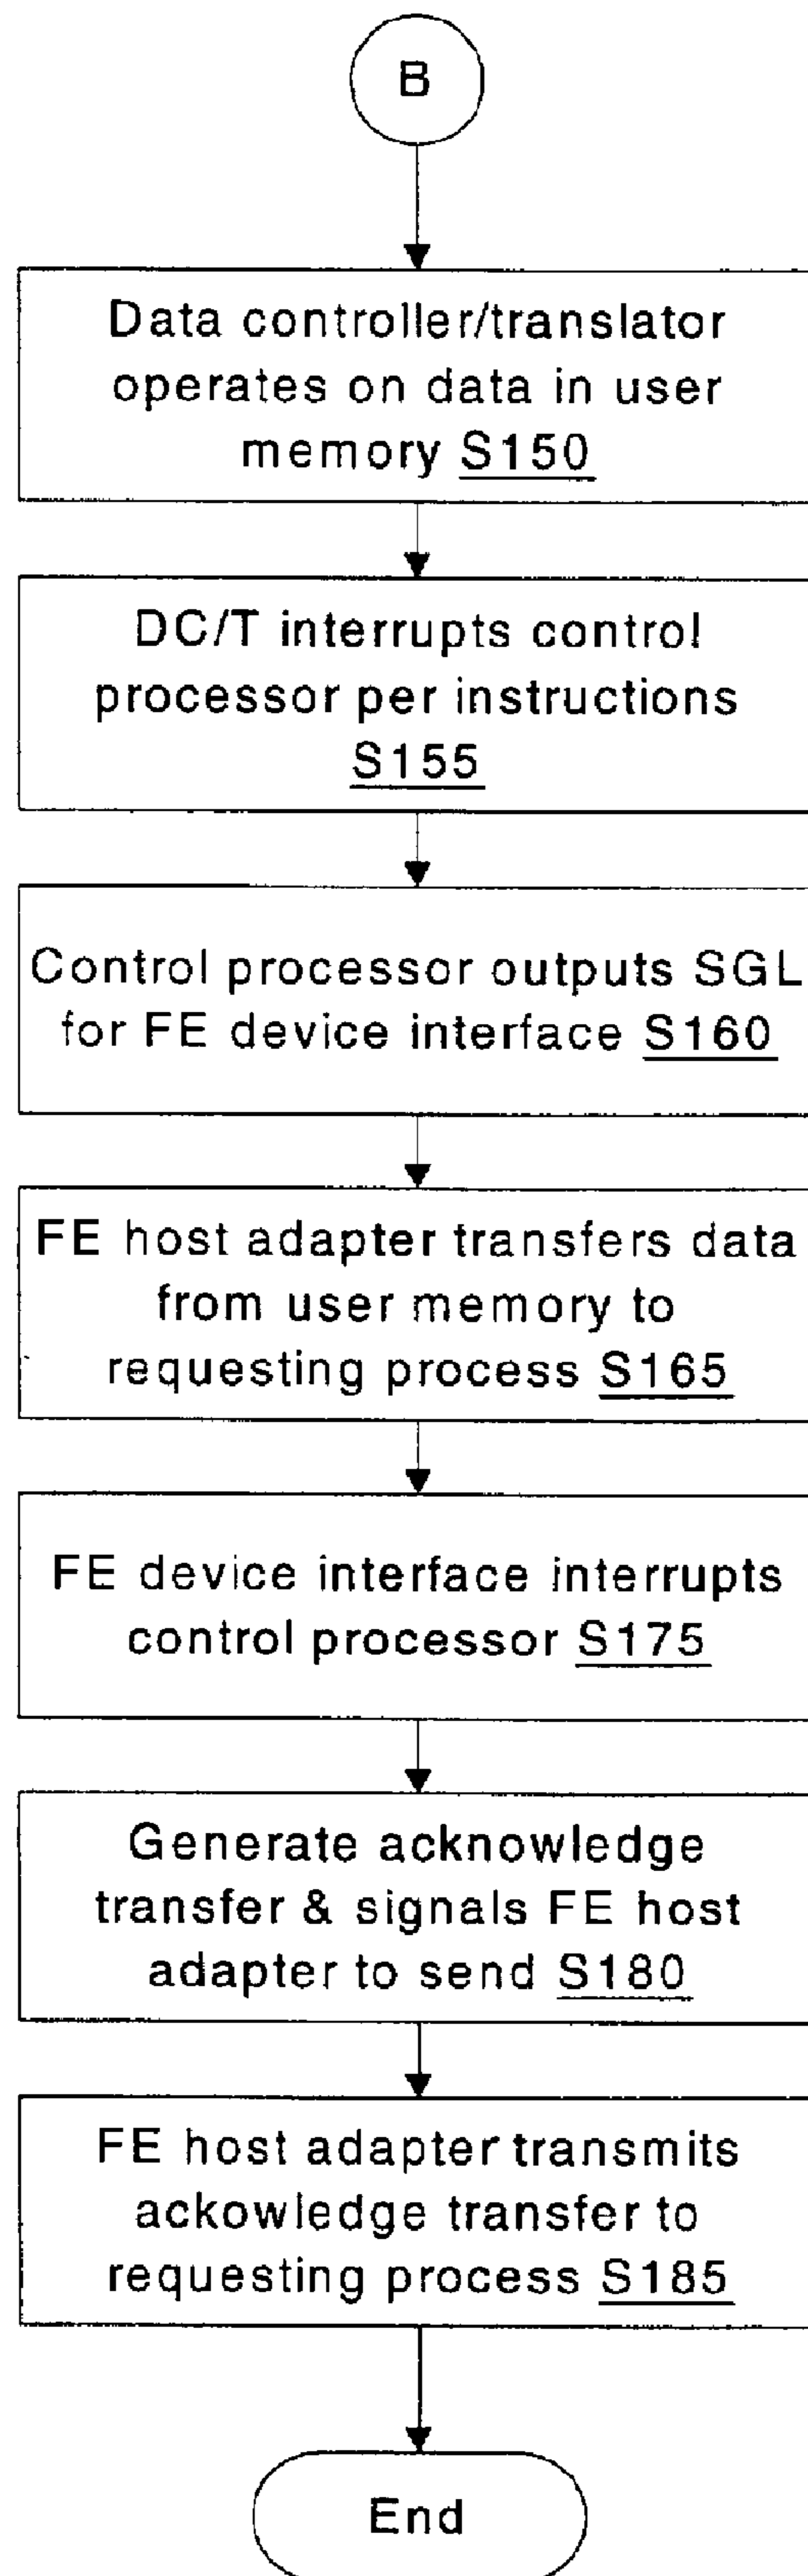 B
Data controller/translator
operates on data in user
memory S150
DC/T interrupts control
processor per instructions
S155
Control processor outputs SGL
for FE device interface S160
FE host adapter transfers data
from user memory to
requesting process S165
FE device interface interrupts
control processor S175
Generate acknowledge
transfer & signals FE host
adapter to send S180
FE host adapter transmits
ackowledge transfer to
requesting process S185
End